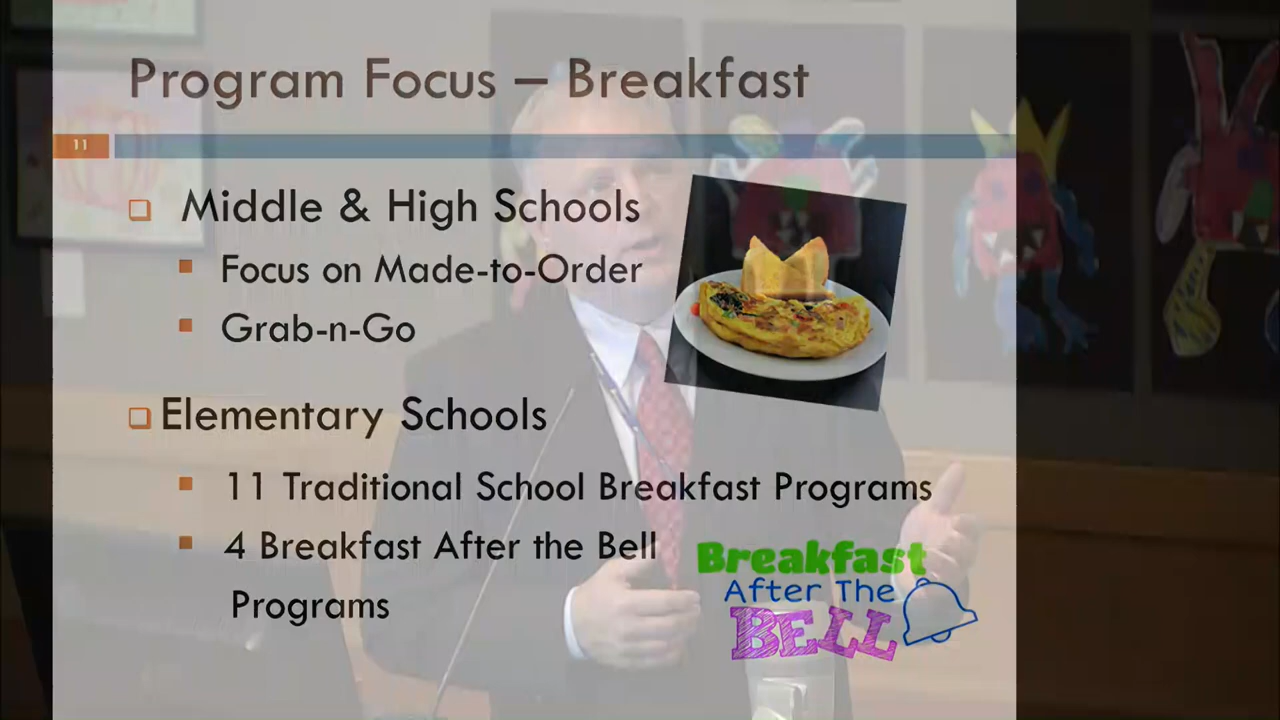 Program Focus – Breakfast
11
Middle & High Schools
Focus on Made-to-Order
Grab-n-Go
Elementary Schools
11 Traditional School Breakfast Programs
4 Breakfast After the Bell
Programs
Breakfast
After The
BELL